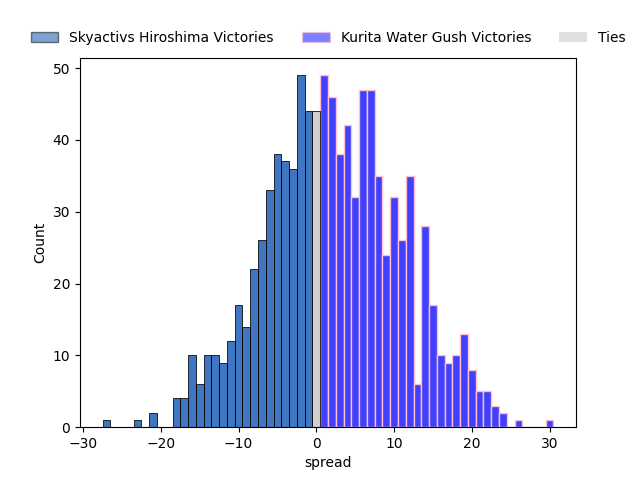 Skyactivs Hiroshima Victories Kurita Water Gush Victories Ties
50
40
30
20
10
0
Count
−30 −20 −10 0 10 20 30
spread